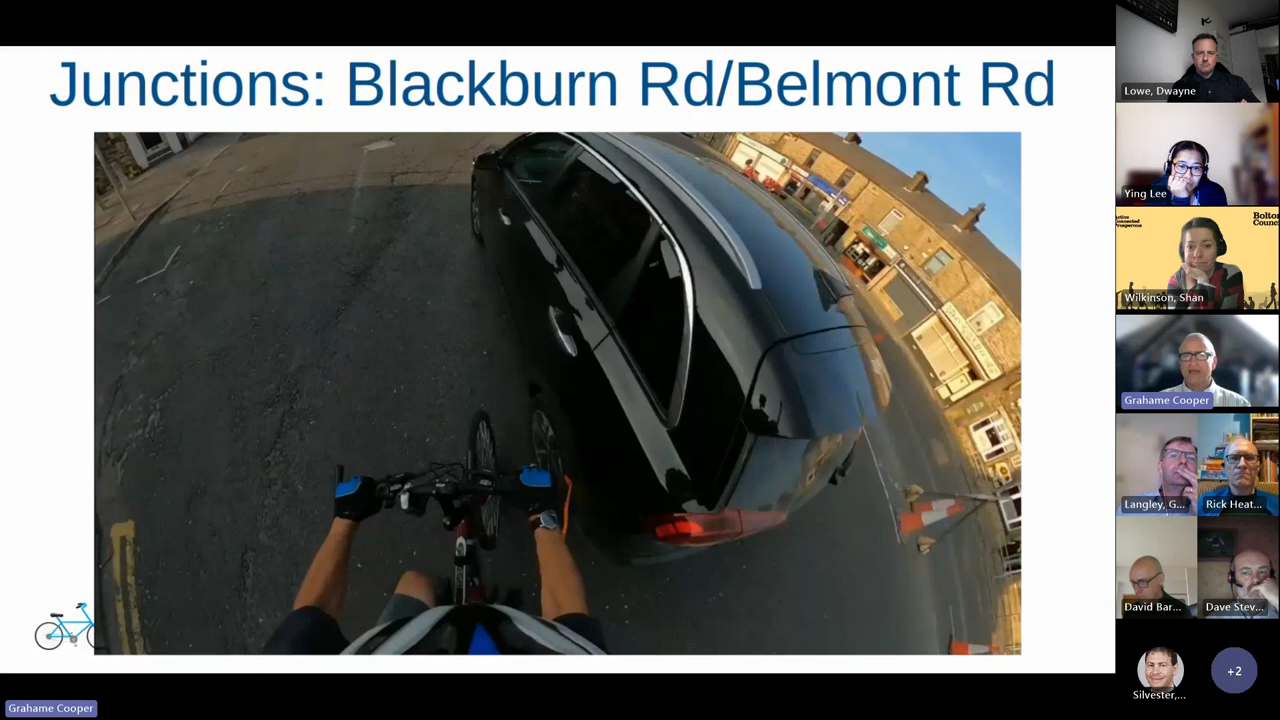 Junctions: Blackburn Rd/Belmont Rd
Lowe, Dwayne
Ying Lee
Bolton
Wilkinson, Shan
Grahame Cooper
Langley, G...
Rick Heat...
David Bar...
Dave Stev...
Silvester,...
+2
Grahame Cooper